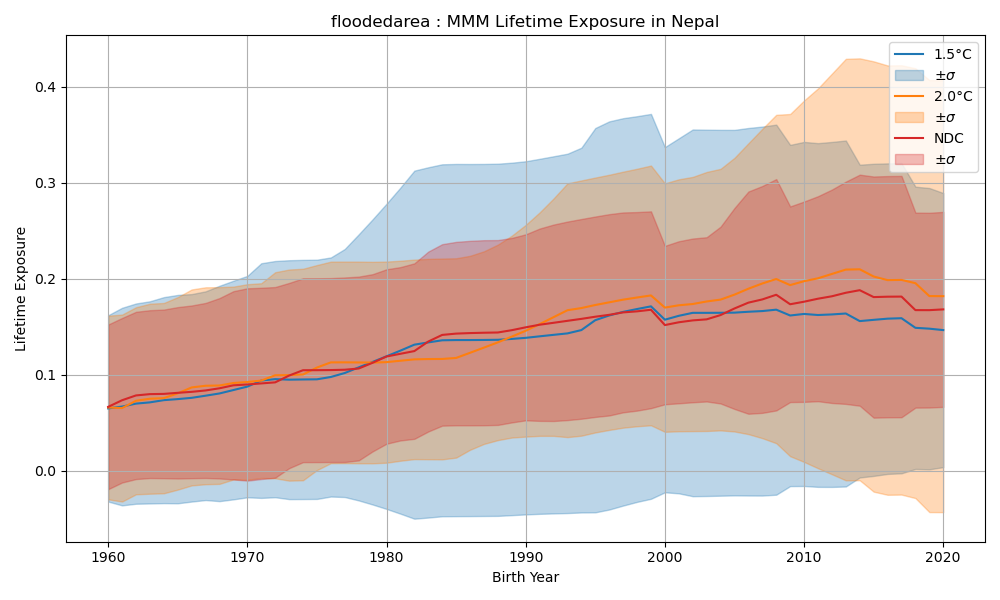 floodedarea : MMM Lifetime Exposure in Nepal
1.5°C
±σ
2.0°C
±σ
NDC
±σ
Lifetime Exposure
0.4
0.3
0.2
0.1
0.0
1960 1970 1980 1990 2000 2010 2020
Birth Year